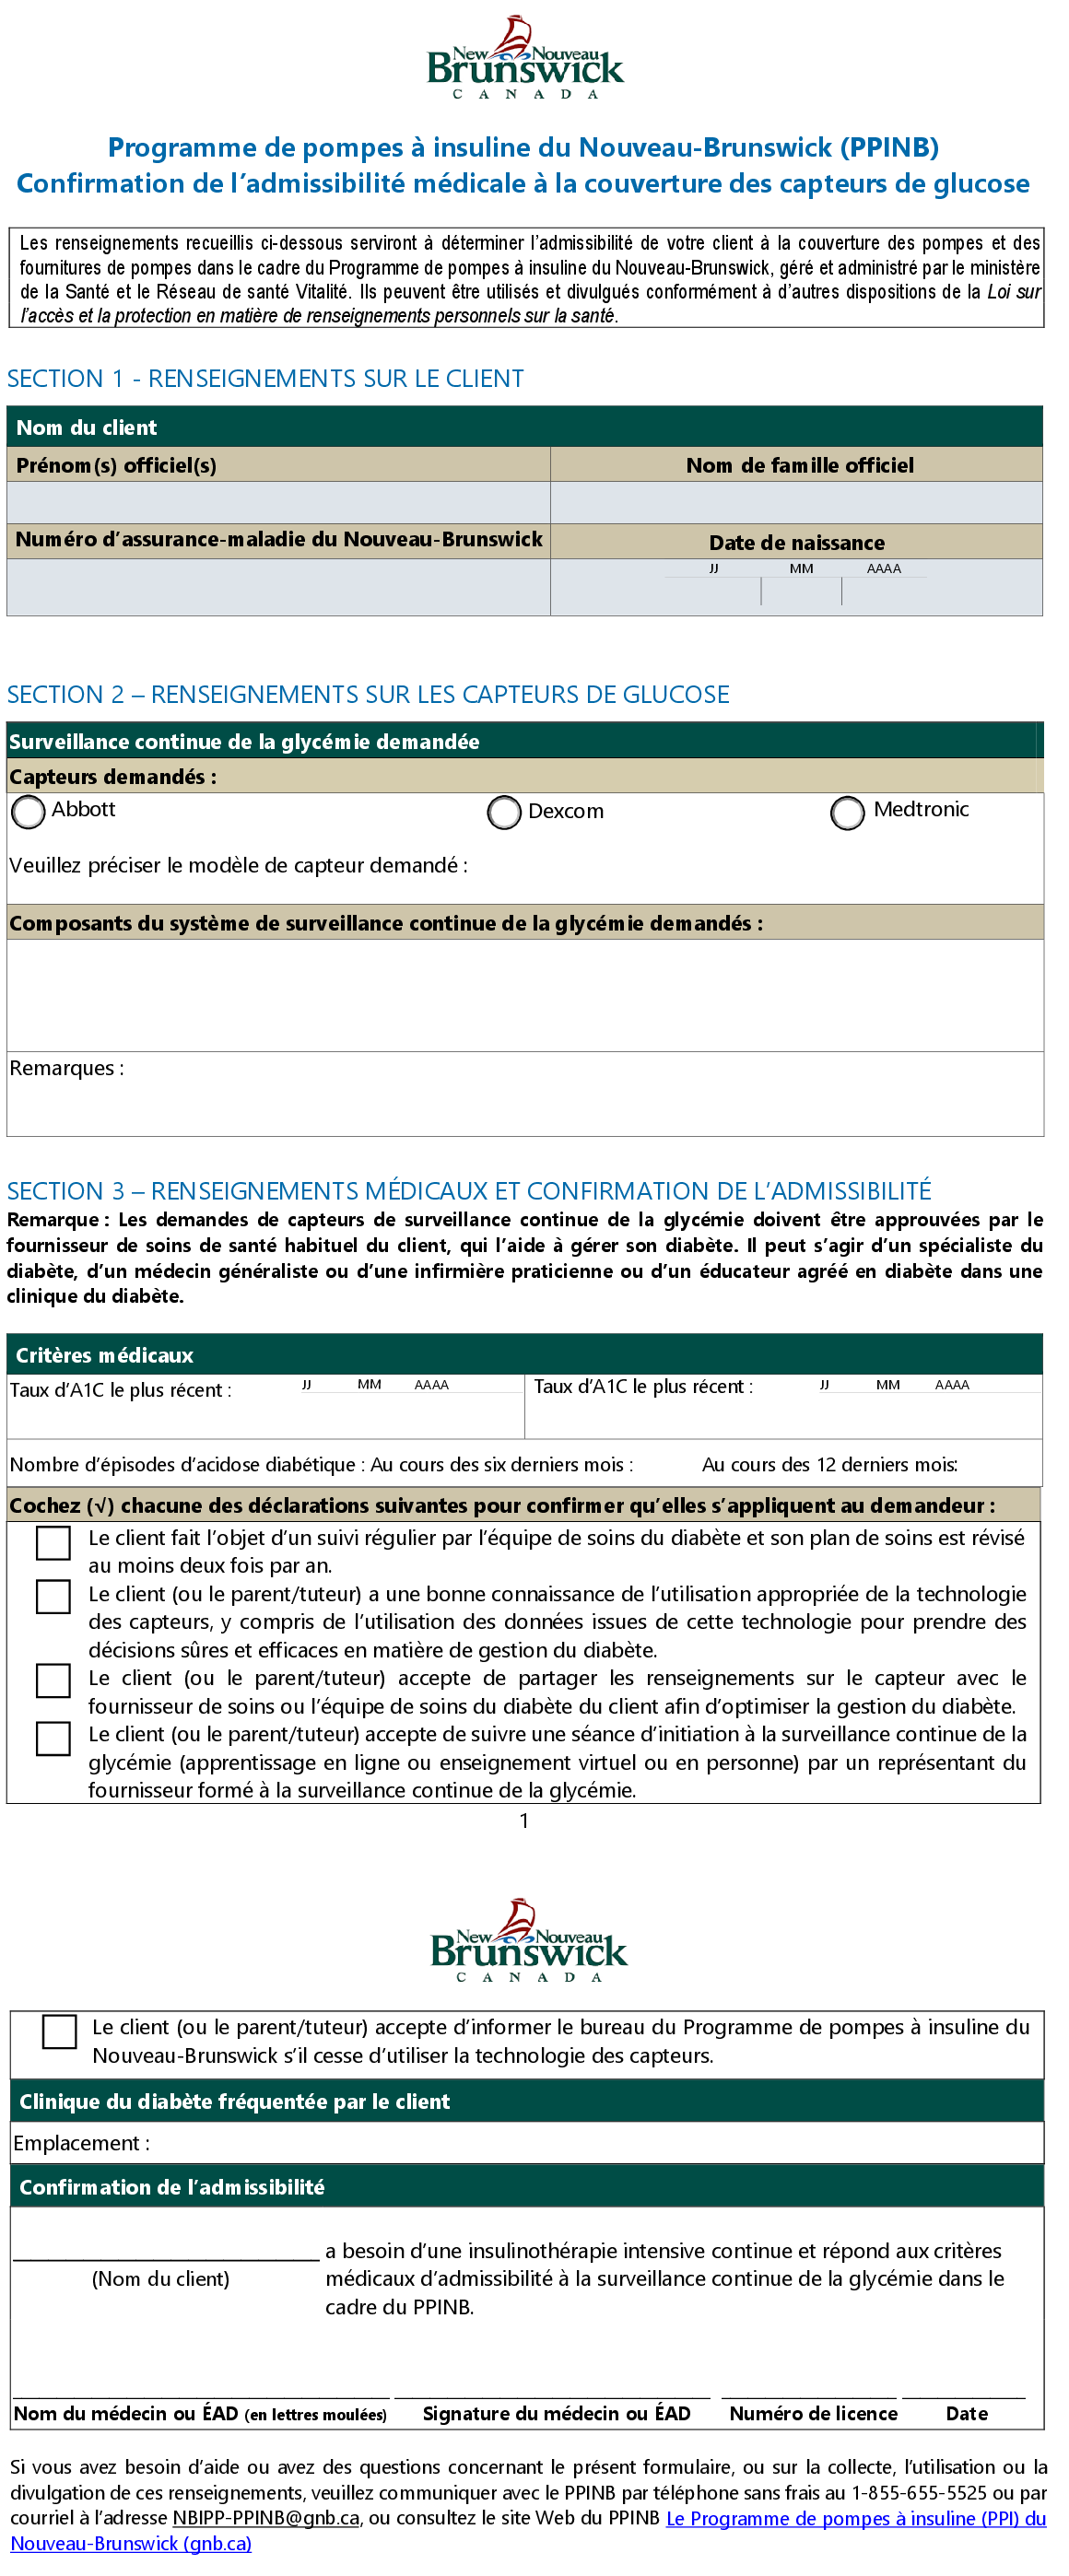 New Nouveau
Brunswick
CANADA
Programme de pompes à insuline du Nouveau-Brunswick (PPINB)
Confirmation de l’admissibilité médicale à la couverture des capteurs de glucose
Les renseignements recueillis ci-dessous serviront à déterminer l’admissibilité de votre client à la couverture des pompes et des
fournitures de pompes dans le cadre du Programme de pompes à insuline du Nouveau-Brunswick, géré et administré par le ministère
de la Santé et le Réseau de santé Vitalité. Ils peuvent être utilisés et divulgués conformément à d’autres dispositions de la Loi sur
l’accès et la protection en matière de renseignements personnels sur la santé.
SECTION 1 - RENSEIGNEMENTS SUR LE CLIENT
Nom du client
Prénom(s) officiel(s) Nom de famille officiel
Numéro d’assurance-maladie du Nouveau-Brunswick Date de naissance
JJ MM AAAA
SECTION 2 – RENSEIGNEMENTS SUR LES CAPTEURS DE GLUCOSE
Surveillance continue de la glycémie demandée
Capteurs demandés :
Abbott Dexcom Medtronic
Veuillez préciser le modèle de capteur demandé :
Composants du système de surveillance continue de la glycémie demandés :
Remarques :
SECTION 3 – RENSEIGNEMENTS MÉDICAUX ET CONFIRMATION DE L’ADMISSIBILITÉ
Remarque : Les demandes de capteurs de surveillance continue de la glycémie doivent être approuvées par le
fournisseur de soins de santé habituel du client, qui l’aide à gérer son diabète. Il peut s’agir d’un spécialiste du
diabète, d’un médecin généraliste ou d’une infirmière praticienne ou d’un éducateur agréé en diabète dans une
clinique du diabète.
Critères médicaux
Taux d’A1C le plus récent : JJ MM AAAA Taux d’A1C le plus récent : JJ MM AAAA
Nombre d’épisodes d’acidose diabétique : Au cours des six derniers mois : Au cours des 12 derniers mois:
Cochez (√) chacune des déclarations suivantes pour confirmer qu’elles s’appliquent au demandeur :
Le client fait l’objet d’un suivi régulier par l’équipe de soins du diabète et son plan de soins est révisé
au moins deux fois par an.
Le client (ou le parent/tuteur) a une bonne connaissance de l’utilisation appropriée de la technologie
des capteurs, y compris de l’utilisation des données issues de cette technologie pour prendre des
décisions sûres et efficaces en matière de gestion du diabète.
Le client (ou le parent/tuteur) accepte de partager les renseignements sur le capteur avec le
fournisseur de soins ou l’équipe de soins du diabète du client afin d’optimiser la gestion du diabète.
Le client (ou le parent/tuteur) accepte de suivre une séance d’initiation à la surveillance continue de la
glycémie (apprentissage en ligne ou enseignement virtuel ou en personne) par un représentant du
fournisseur formé à la surveillance continue de la glycémie.
1
New Nouveau
Brunswick
CANADA
Le client (ou le parent/tuteur) accepte d’informer le bureau du Programme de pompes à insuline du
Nouveau-Brunswick s’il cesse d’utiliser la technologie des capteurs.
Clinique du diabète fréquentée par le client
Emplacement :
Confirmation de l’admissibilité
a besoin d’une insulinothérapie intensive continue et répond aux critères
(Nom du client) médicaux d’admissibilité à la surveillance continue de la glycémie dans le
cadre du PPINB.
Nom du médecin ou ÉAD (en lettres moulées) Signature du médecin ou ÉAD Numéro de licence Date
Si vous avez besoin d’aide ou avez des questions concernant le présent formulaire, ou sur la collecte, l’utilisation ou la
divulgation de ces renseignements, veuillez communiquer avec le PPINB par téléphone sans frais au 1-855-655-5525 ou par
courriel à l’adresse NBIPP-PPINB@gnb.ca, ou consultez le site Web du PPINB Le Programme de pompes à insuline (PPI) du
Nouveau-Brunswick (gnb.ca)